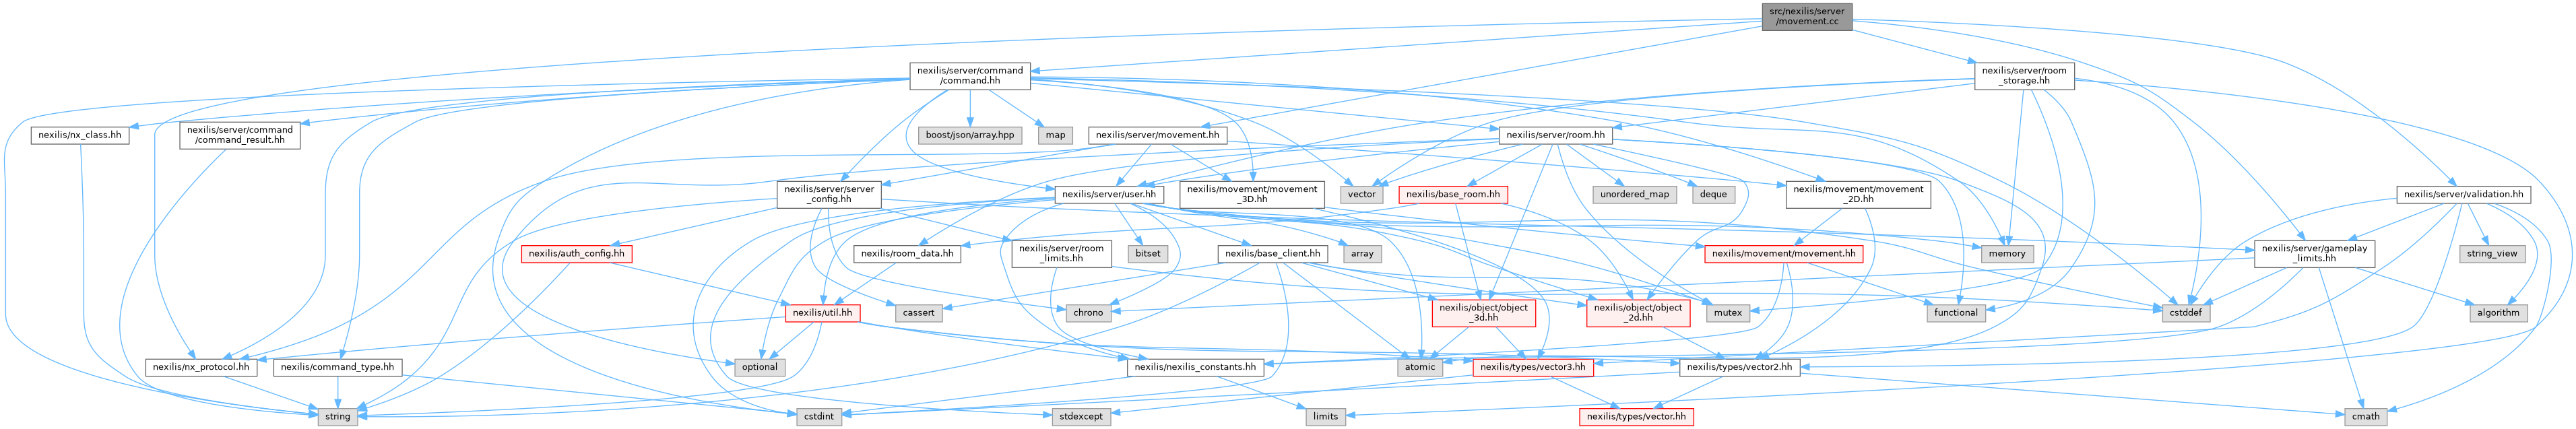 src/nexilis/server
/movement.cc
nexilis/server/command
/command.hh
nexilis/server/room
_storage.hh
nexilis/nx_class.hh
nexilis/server/command
/command_result.hh
boost/json/array.hpp
map
nexilis/server/movement.hh
nexilis/server/room.hh
nexilis/server/server
_config.hh
nexilis/server/user.hh
nexilis/movement/movement
_3D.hh
vector
nexilis/base_room.hh
unordered_map
deque
nexilis/movement/movement
_2D.hh
nexilis/server/validation.hh
nexilis/auth_config.hh
nexilis/room_data.hh
nexilis/server/room
_limits.hh
bitset
nexilis/base_client.hh
array
nexilis/movement/movement.hh
memory
nexilis/server/gameplay
_limits.hh
string_view
nexilis/util.hh
cassert
chrono
nexilis/object/object
_3d.hh
nexilis/object/object
_2d.hh
mutex
functional
cstddef
algorithm
nexilis/nx_protocol.hh
nexilis/command_type.hh
optional
nexilis/nexilis_constants.hh
atomic
nexilis/types/vector3.hh
nexilis/types/vector2.hh
string
cstdint
stdexcept
limits
nexilis/types/vector.hh
cmath